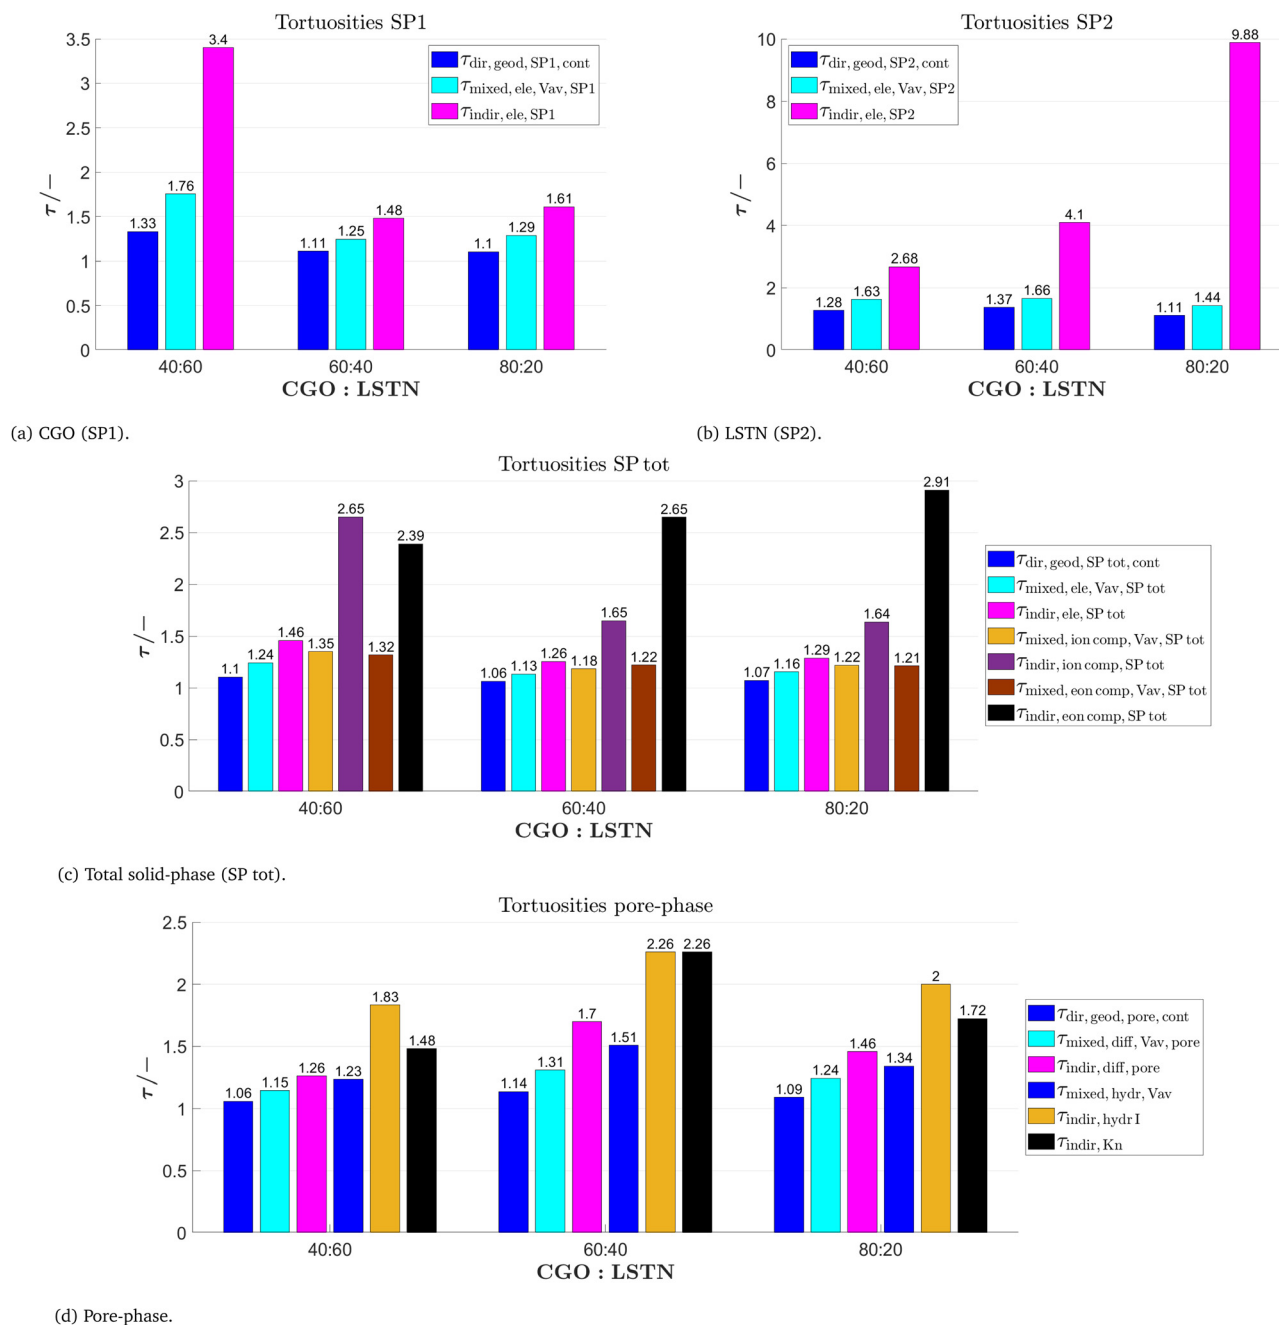 Tortuosities SP1
3.5
3
2.5
2
1.5
1
0.5
0
τ / −
1.33
1.76
3.4
1.11
1.25
1.48
1.1
1.29
1.61
τdir, geod, SP1, cont
τmixed, ele, Vav, SP1
τindir, ele, SP1
40:60
60:40
80:20
CGO : LSTN
(a) CGO (SP1).
Tortuosities SP2
10
8
6
4
2
0
τ / −
1.28
1.63
2.68
1.37
1.66
4.1
1.11
1.44
9.88
τdir, geod, SP2, cont
τmixed, ele, Vav, SP2
τindir, ele, SP2
40:60
60:40
80:20
CGO : LSTN
(b) LSTN (SP2).
Tortuosities SP tot
3
2.5
2
1.5
1
0.5
0
τ / −
1.1
1.24
1.46
1.35
2.65
1.32
2.39
1.06
1.13
1.26
1.18
1.65
1.22
2.65
1.07
1.16
1.29
1.22
1.64
1.21
2.91
τdir, geod, SP tot, cont
τmixed, ele, Vav, SP tot
τindir, ele, SP tot
τmixed, ion comp, Vav, SP tot
τindir, ion comp, SP tot
τmixed, eon comp, Vav, SP tot
τindir, eon comp, SP tot
40:60
60:40
80:20
CGO : LSTN
(c) Total solid-phase (SP tot).
Tortuosities pore-phase
2.5
2
1.5
1
0.5
0
τ / −
1.06
1.15
1.26
1.23
1.83
1.48
1.14
1.31
1.7
1.51
2.26
2.26
1.09
1.24
1.46
1.34
2
1.72
τdir, geod, pore, cont
τmixed, diff, Vav, pore
τindir, diff, pore
τmixed, hydr, Vav
τindir, hydr I
τindir, Kn
40:60
60:40
80:20
CGO : LSTN
(d) Pore-phase.